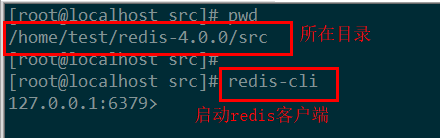 [root@localhost src]# pwd
/home/test/redis-4.0.0/src 所在目录
[root@localhost src]#
[root@localhost src]# redis-cli
127.0.0.1:6379>
启动redis客户端